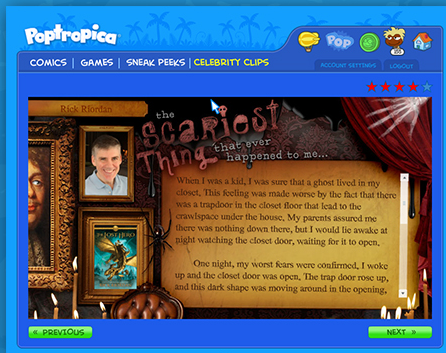 Poptropica
Pop
200
COMICS | GAMES | SNEAK PEEKS | CELEBRITY CLIPS
ACCOUNT SETTINGS
LOGOUT
Rick Riordan
the
Scariest
Thing that ever
happened to me...
When I was a kid, I was sure that a ghost lived in my
closet, This feeling was made worse by the fact that there
was a trapdoor in the closet floor that lead to the
crawlspace under the house, My parents assured me
there was nothing down there, but I would lie awake at
night watching the closet door, waiting for it to open.
One night, my worst fears were confirmed, I woke
up and the closet door was open, The trap door rose up,
and this dark shape was moving around in the opening,
THE LOST HERO
« PREVIOUS
NEXT »